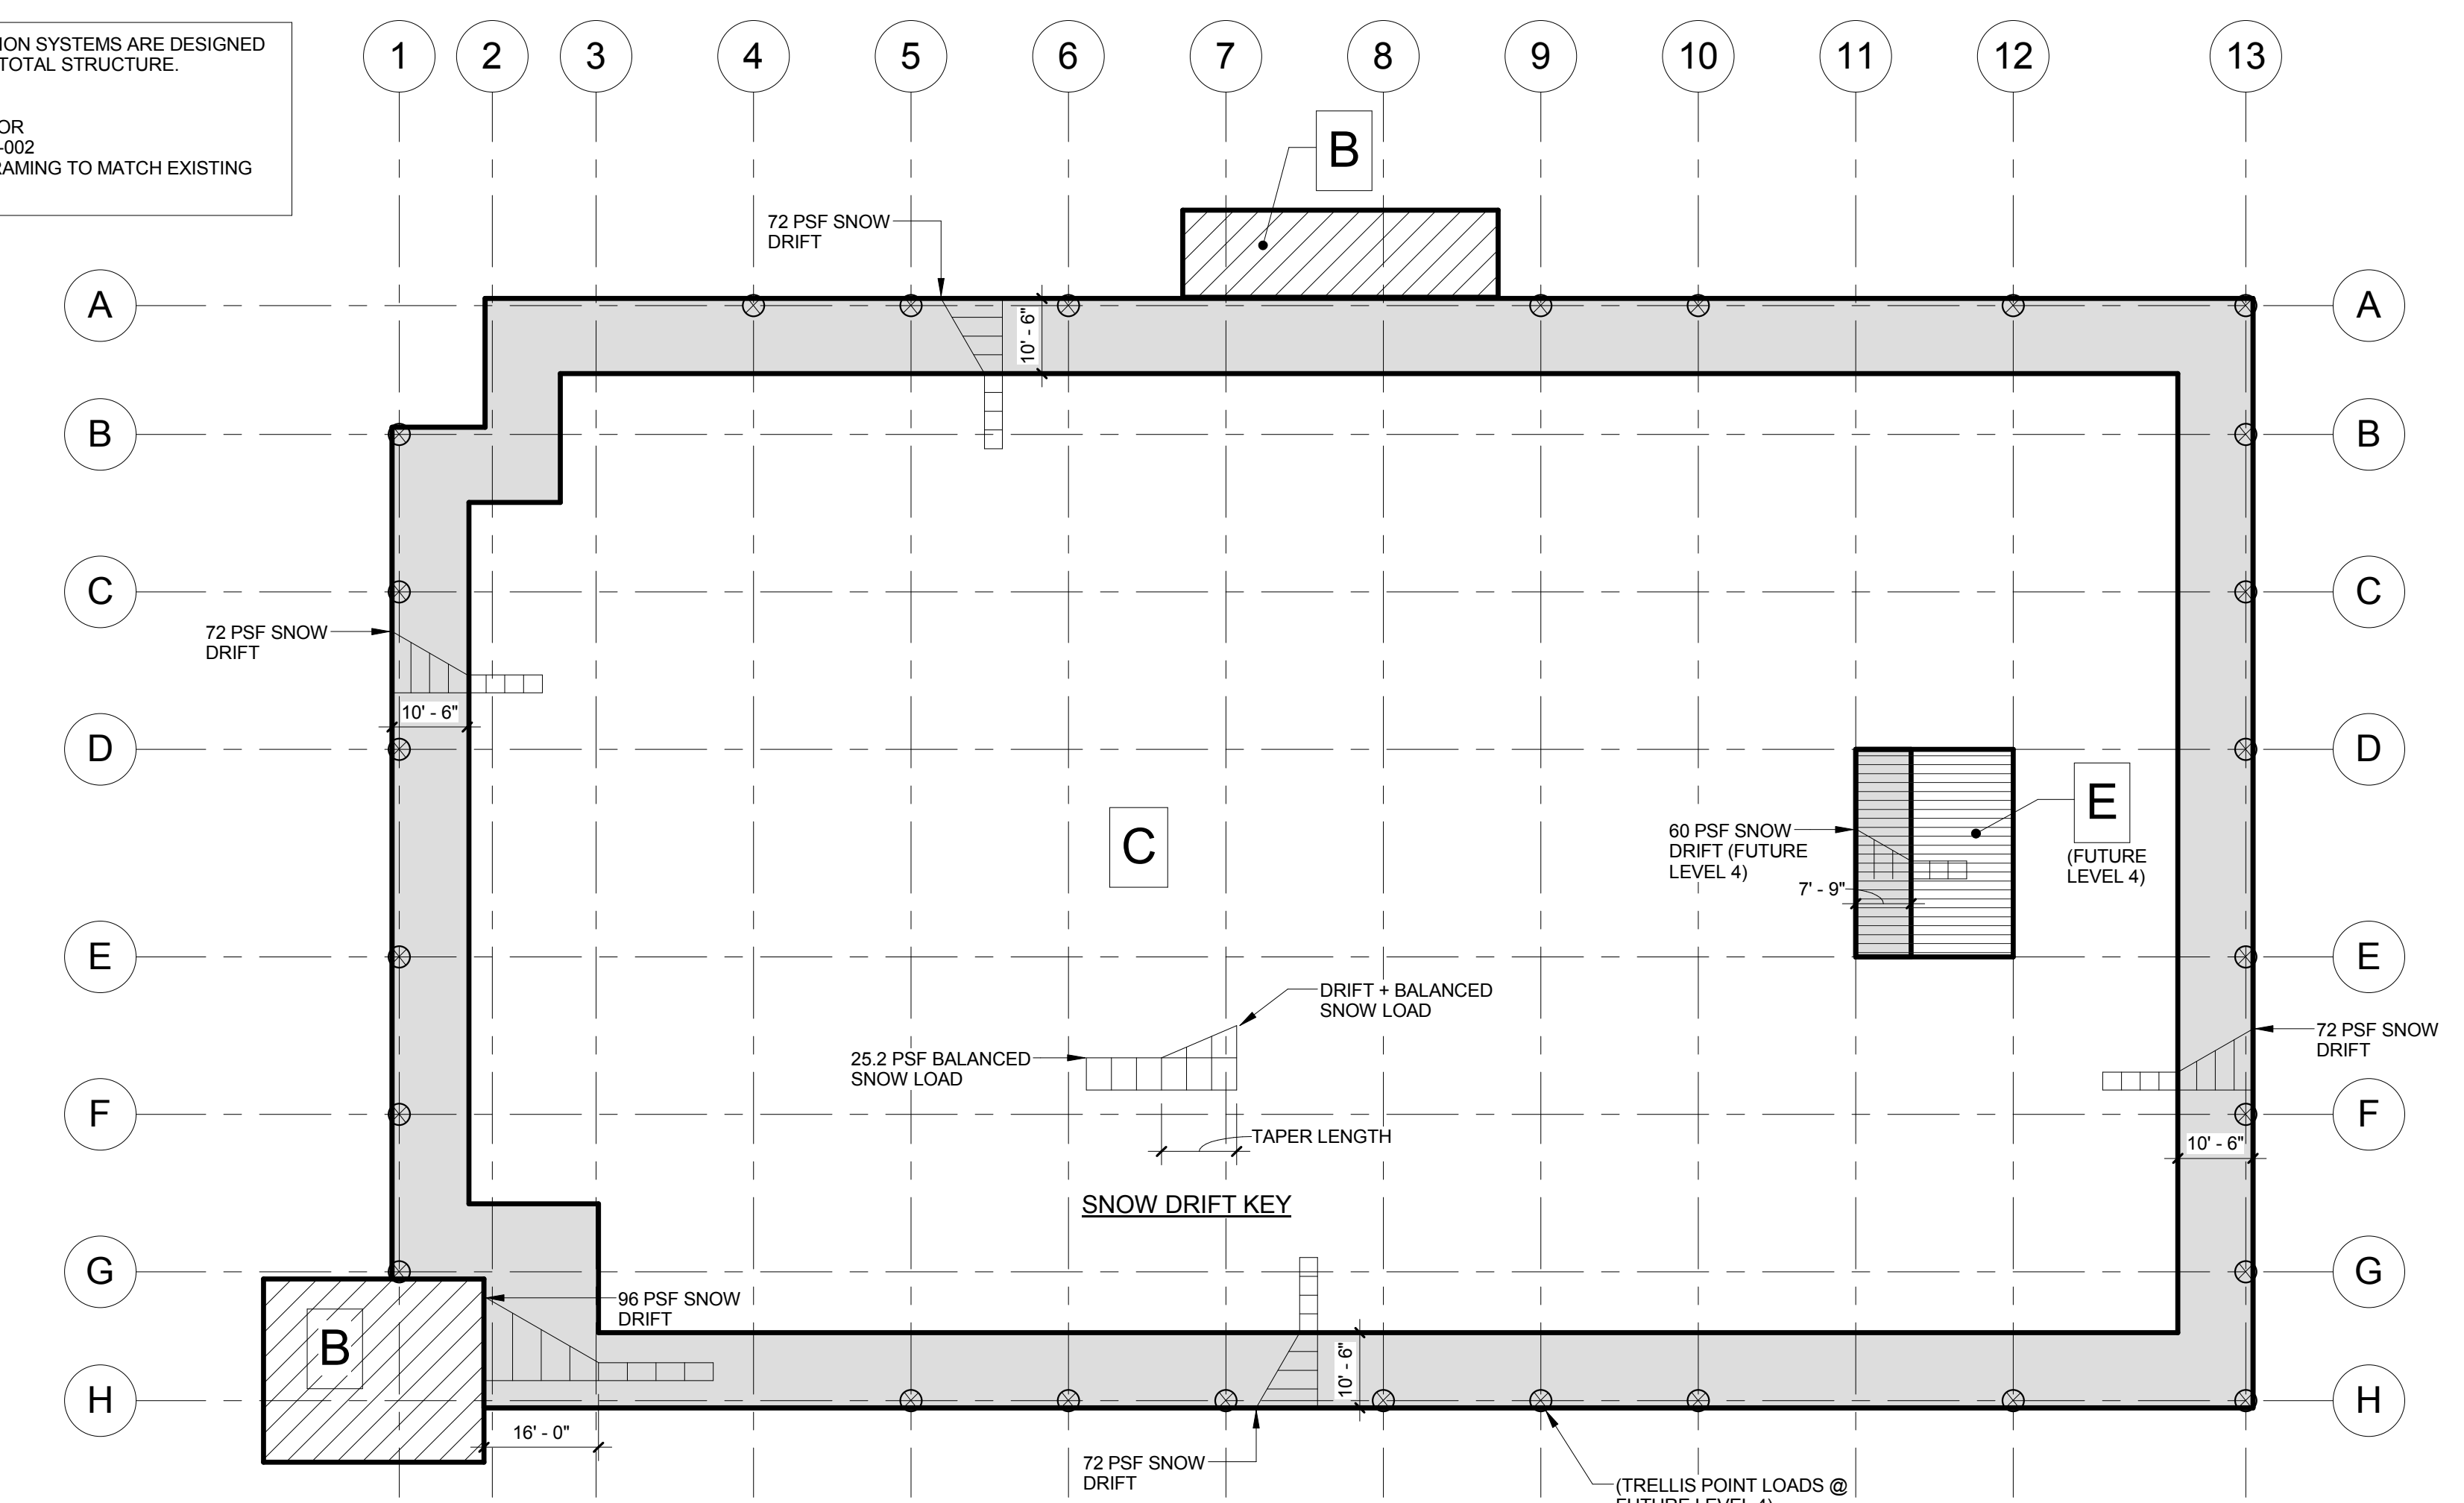 ION SYSTEMS ARE DESIGNED
TOTAL STRUCTURE.
OR
-002
RAMING TO MATCH EXISTING
1 2 3 4 5 6 7 8 9 10 11 12 13
B
72 PSF SNOW
DRIFT
A A
10' - 6"
B B
C C
72 PSF SNOW
DRIFT
10' - 6"
D D
C
E
60 PSF SNOW
DRIFT (FUTURE
LEVEL 4)
(FUTURE
LEVEL 4)
7' - 9"
E E
DRIFT + BALANCED
SNOW LOAD
25.2 PSF BALANCED
SNOW LOAD
72 PSF SNOW
DRIFT
F F
TAPER LENGTH
10' - 6"
SNOW DRIFT KEY
G G
96 PSF SNOW
DRIFT
B
10' - 6"
H H
16' - 0"
72 PSF SNOW
DRIFT
(TRELLIS POINT LOADS @
FUTURE LEVEL 4)